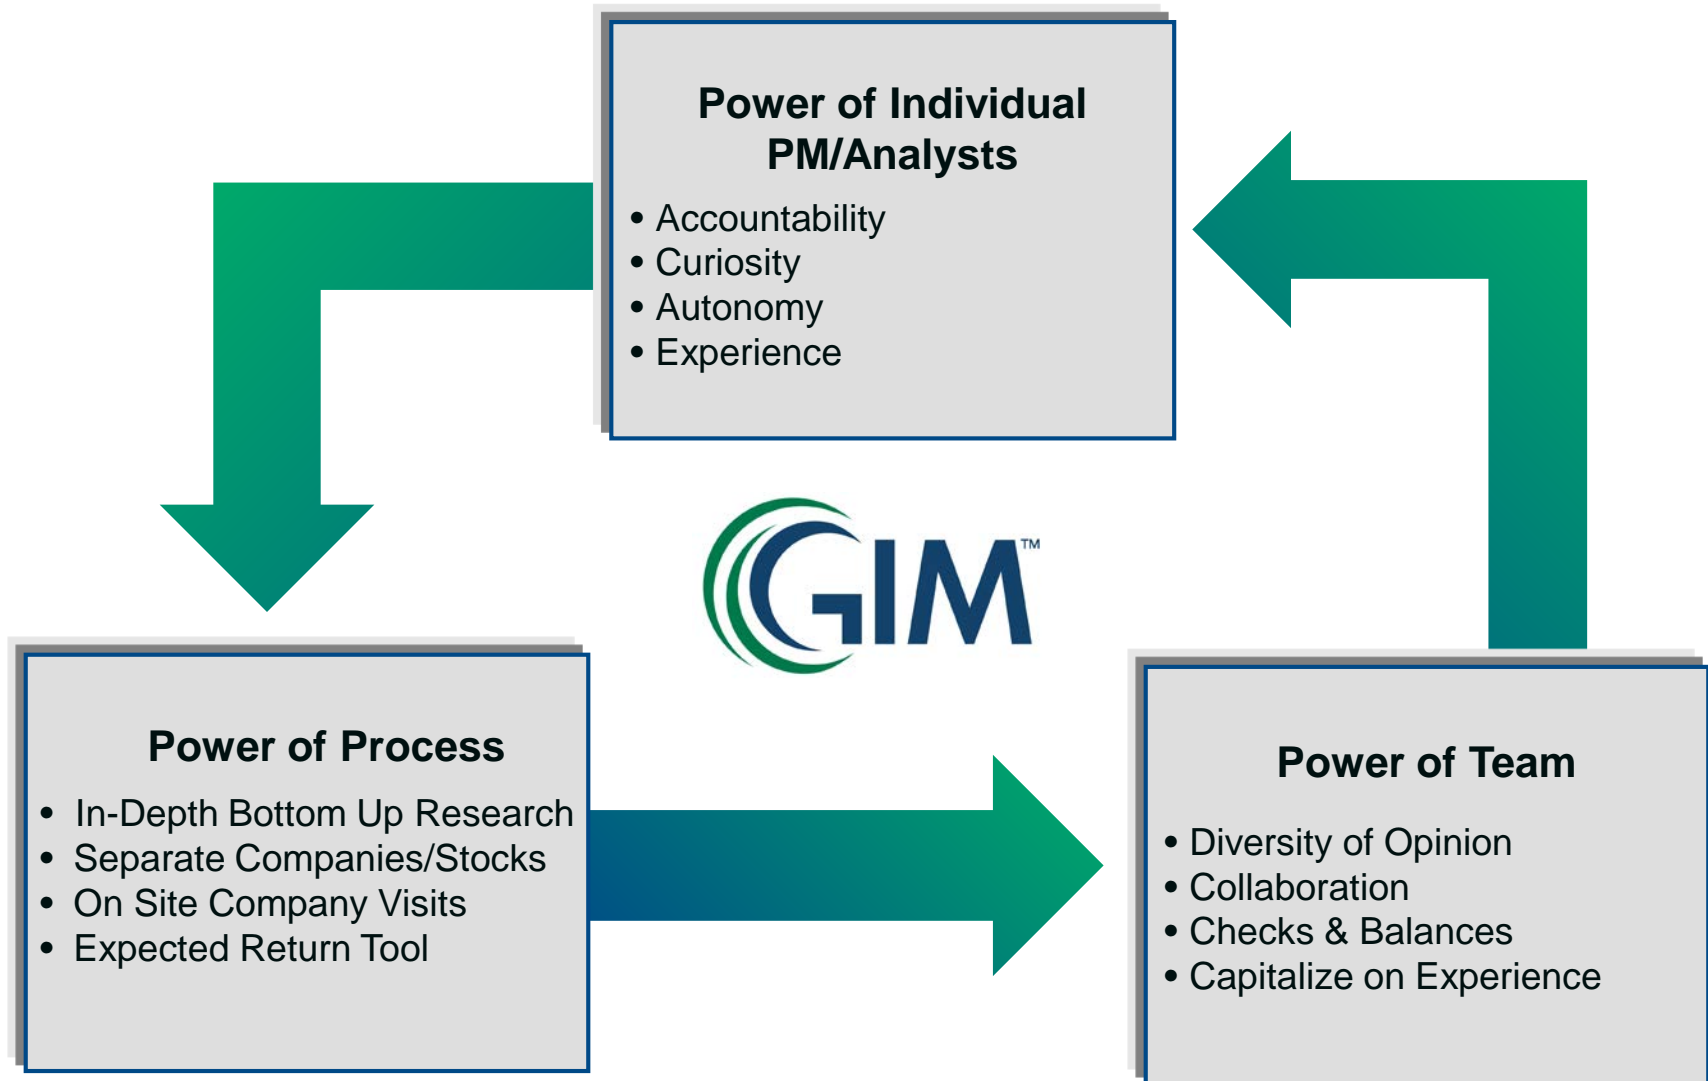 Power of Individual
PM/Analysts
• Accountability
• Curiosity
• Autonomy
• Experience
GIM™
Power of Process
• In-Depth Bottom Up Research
• Separate Companies/Stocks
• On Site Company Visits
• Expected Return Tool
Power of Team
• Diversity of Opinion
• Collaboration
• Checks & Balances
• Capitalize on Experience